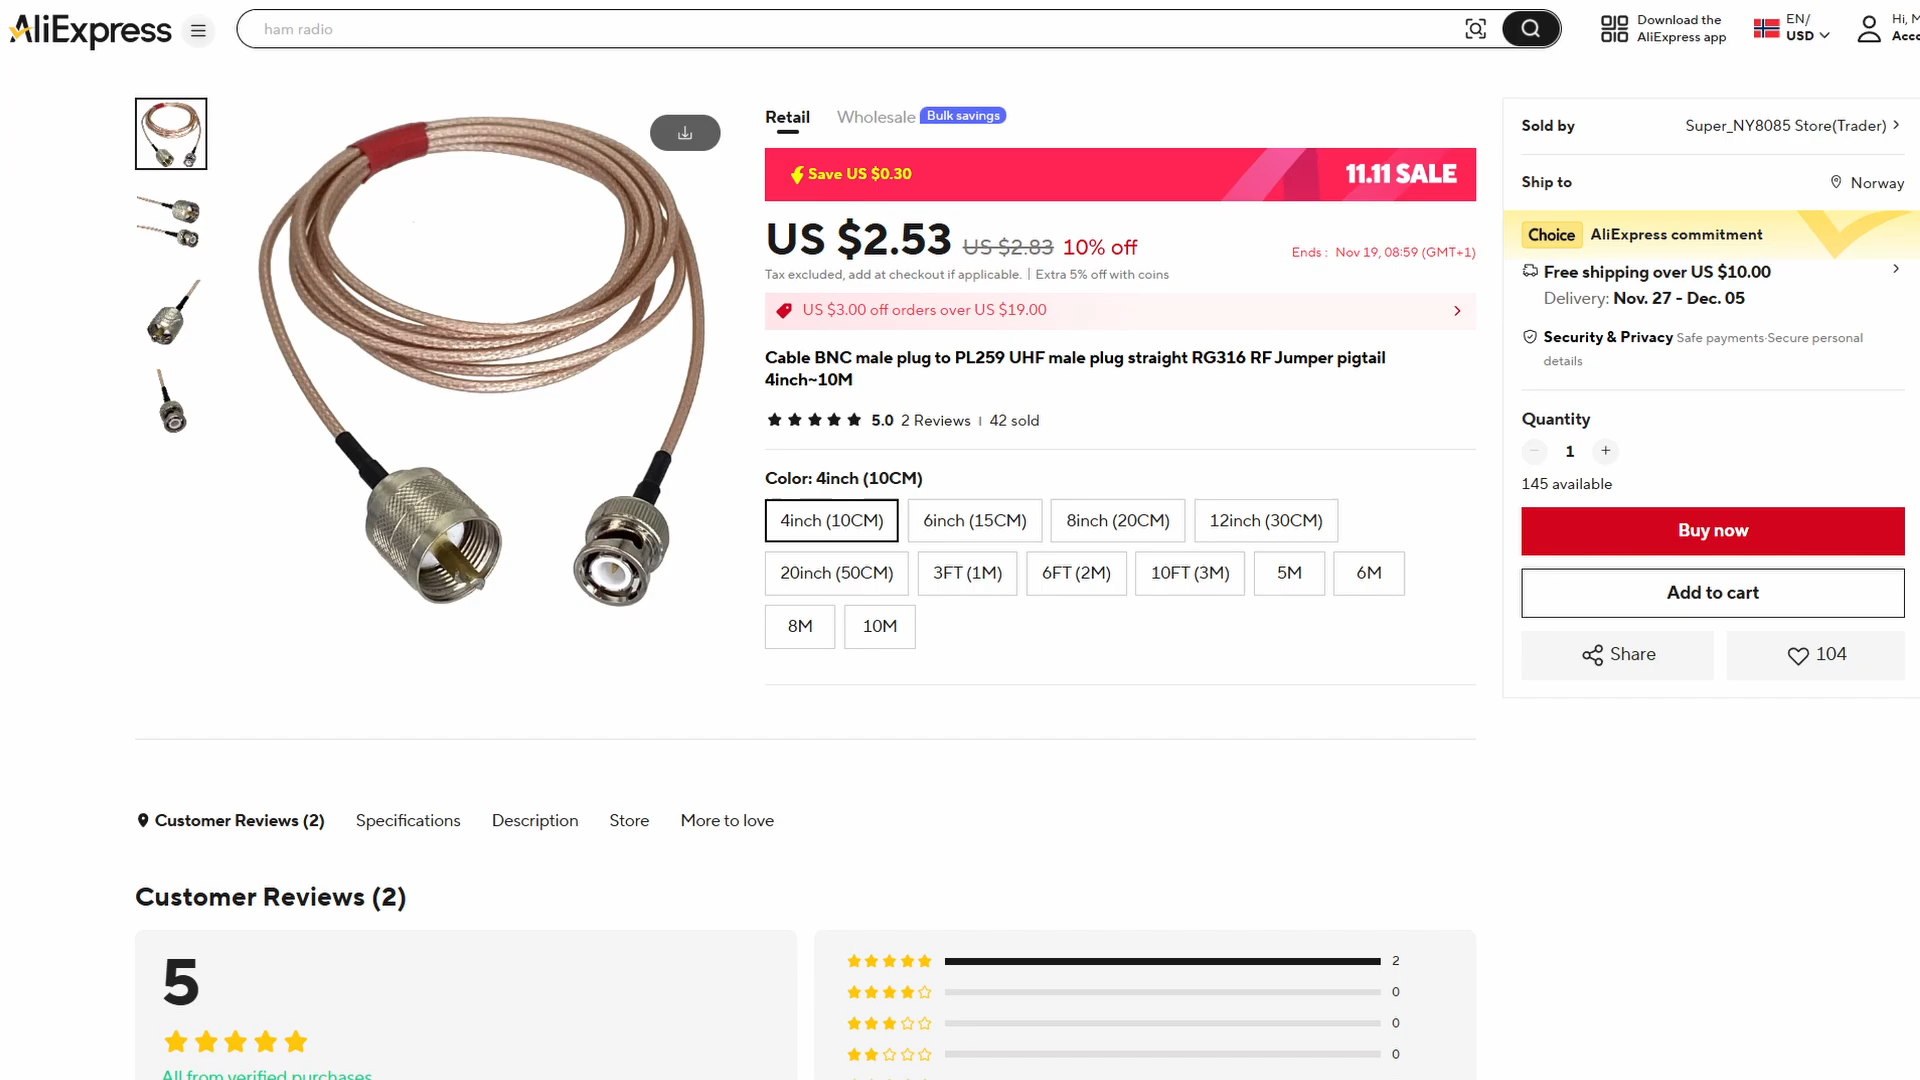 AliExpress
ham radio
Download the
AliExpress app
EN/
USD
Hi, M
Acco
Retail
Wholesale
Bulk savings
Save US $0.30
11.11 SALE
US $2.53 US $2.83 10% off
Ends : Nov 19, 08:59 (GMT+1)
Tax excluded, add at checkout if applicable. | Extra 5% off with coins
US $3.00 off orders over US $19.00
Cable BNC male plug to PL259 UHF male plug straight RG316 RF Jumper pigtail
4inch~10M
5.0 2 Reviews | 42 sold
Color: 4inch (10CM)
4inch (10CM) 6inch (15CM) 8inch (20CM) 12inch (30CM)
20inch (50CM) 3FT (1M) 6FT (2M) 10FT (3M) 5M 6M
8M 10M
Sold by Super_NY8085 Store(Trader)
Ship to Norway
Choice AliExpress commitment
Free shipping over US $10.00
Delivery: Nov. 27 - Dec. 05
Security & Privacy Safe payments·Secure personal
details
Quantity
1
145 available
Buy now
Add to cart
Share 104
Customer Reviews (2) Specifications Description Store More to love
Customer Reviews (2)
5
All from verified purchases
2
0
0
0